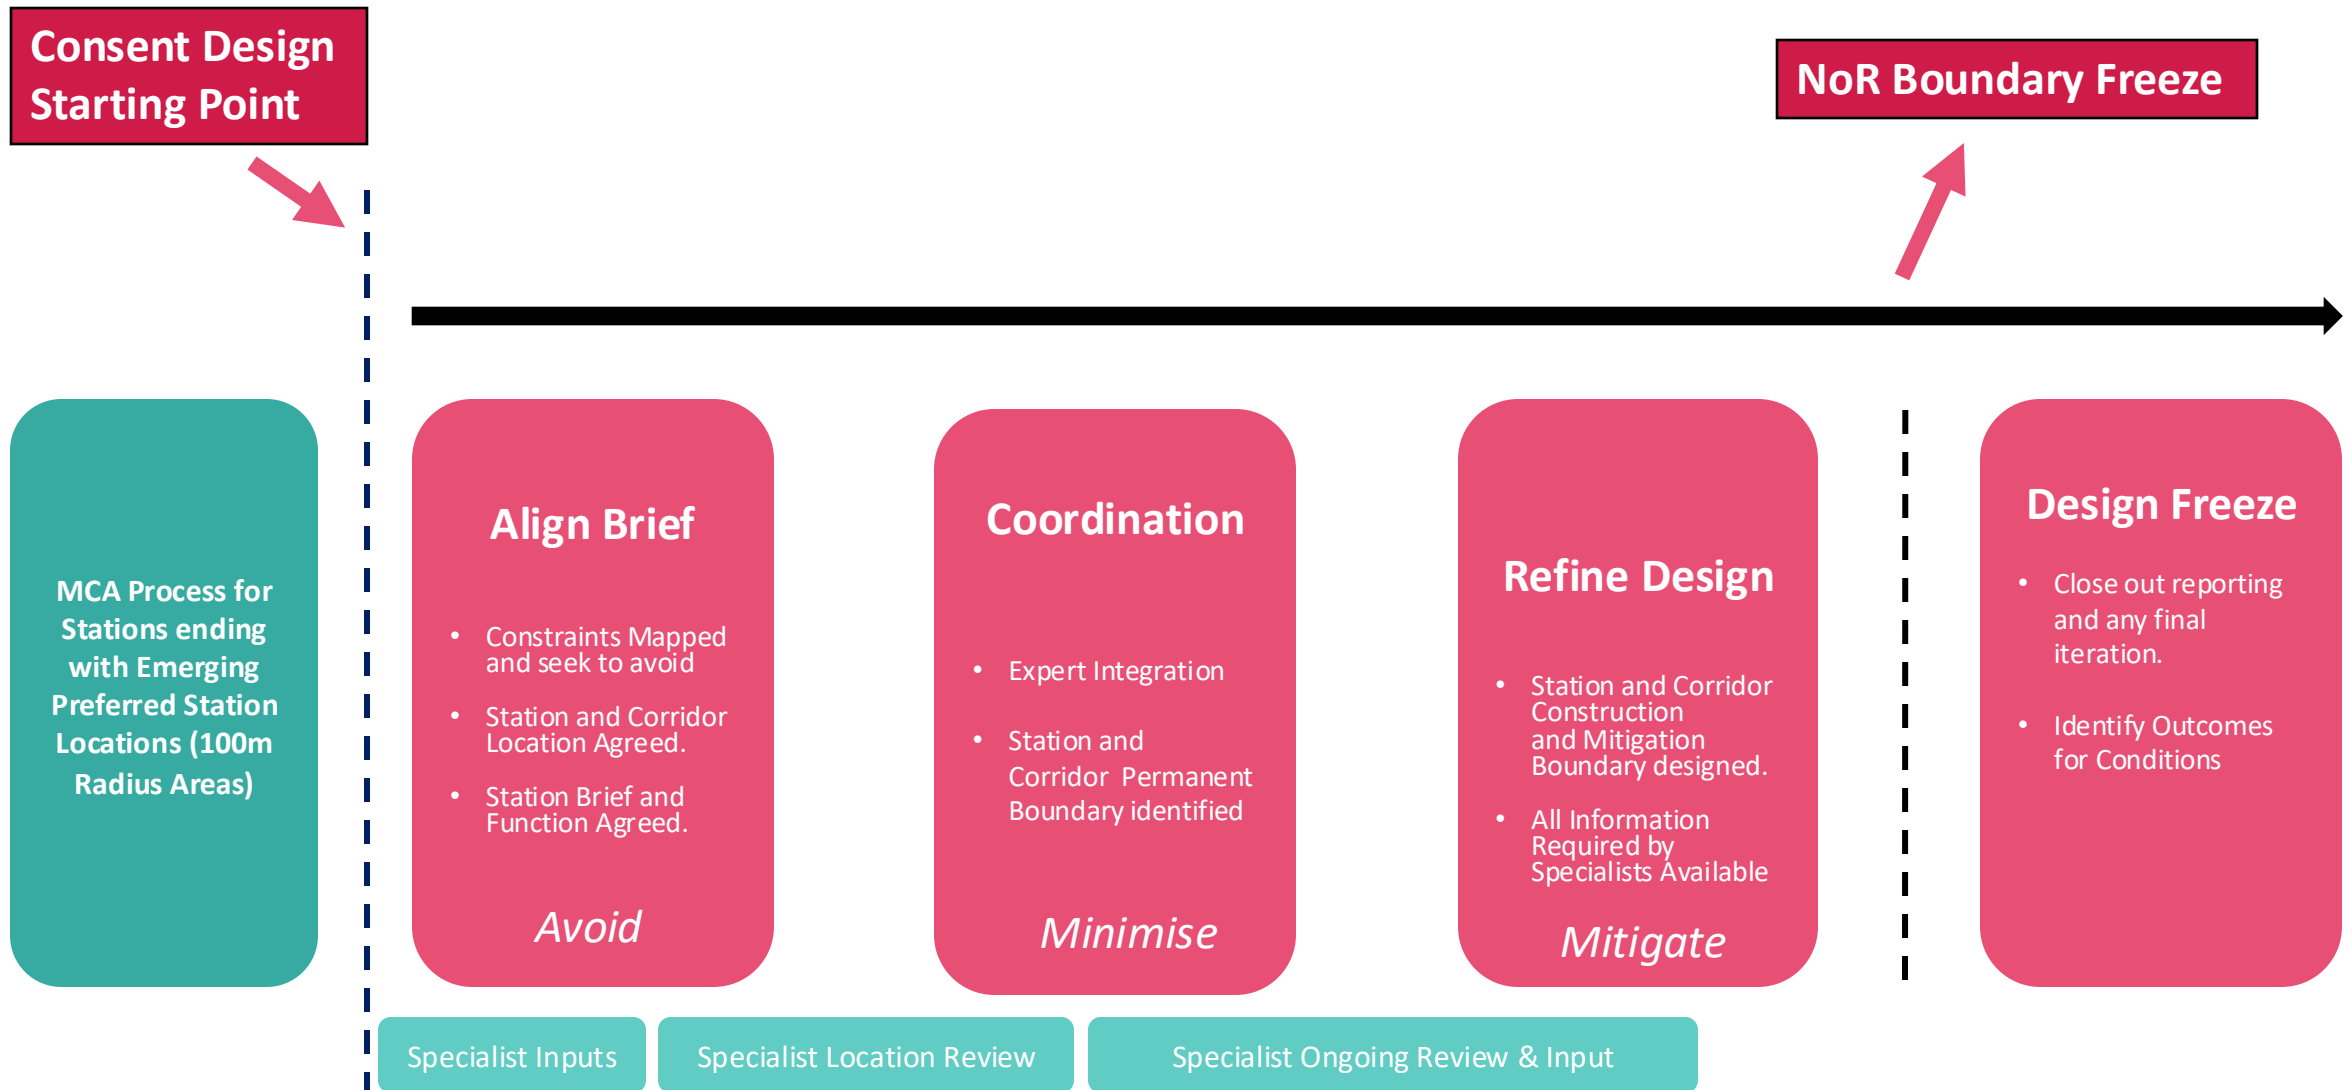 Consent Design
Starting Point
NoR Boundary Freeze
MCA Process for
Stations ending
with Emerging
Preferred Station
Locations (100m
Radius Areas)
Align Brief
• Constraints Mapped
and seek to avoid
• Station and Corridor
Location Agreed.
• Station Brief and
Function Agreed.
Avoid
Coordination
• Expert Integration
• Station and
Corridor Permanent
Boundary identified
Minimise
Refine Design
• Station and Corridor
Construction
and Mitigation
Boundary designed.
• All Information
Required by
Specialists Available
Mitigate
Design Freeze
• Close out reporting
and any final
iteration.
• Identify Outcomes
for Conditions
Specialist Inputs
Specialist Location Review
Specialist Ongoing Review & Input